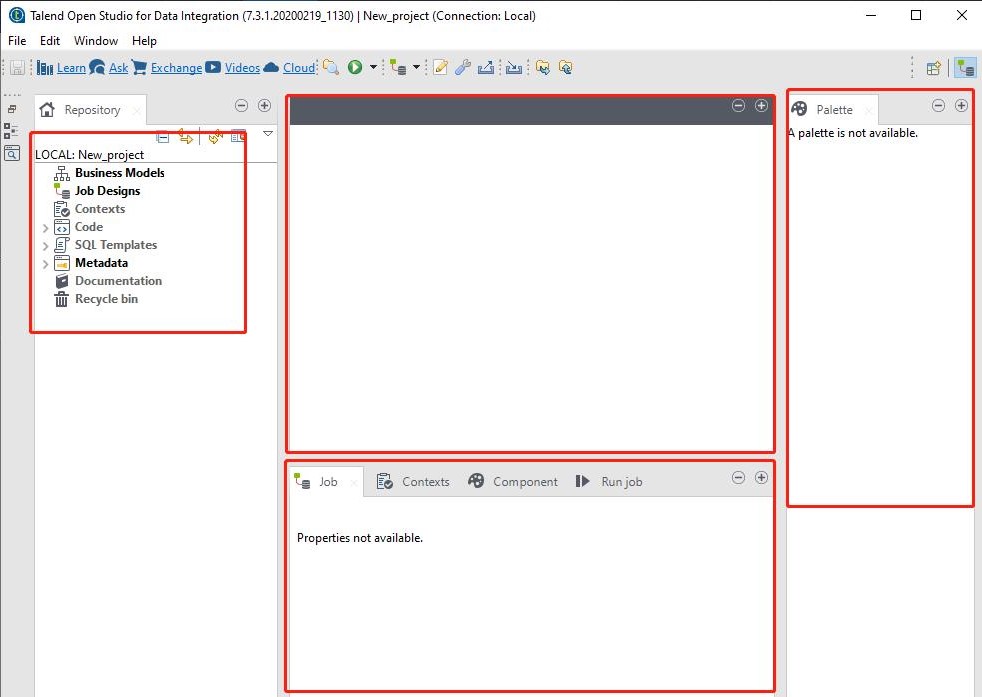 Talend Open Studio for Data Integration (7.3.1.20200219_1130) | New_project (Connection: Local)
File Edit Window Help
Learn Ask Exchange Videos Cloud
Repository
LOCAL: New_project
Business Models
Job Designs
Contexts
Code
SQL Templates
Metadata
Documentation
Recycle bin
Job Contexts Component Run job
Properties not available.
Palette
A palette is not available.